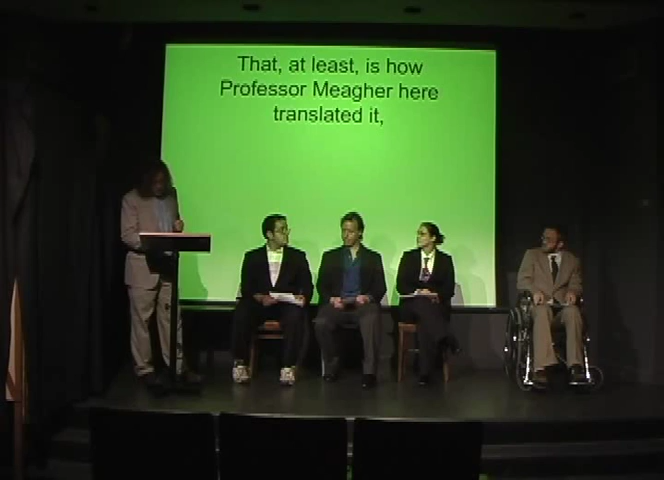 That, at least, is how
Professor Meagher here
translated it,